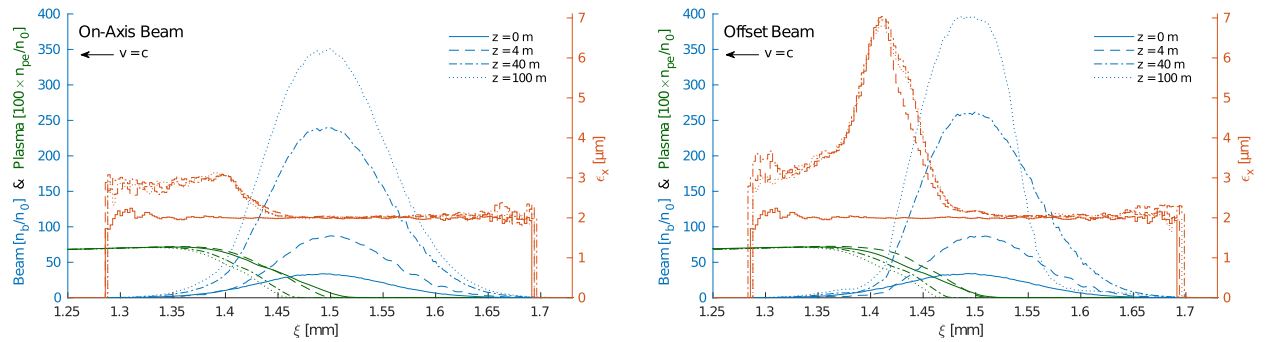 On-Axis Beam
v = c
z = 0 m
z = 4 m
z = 40 m
z = 100 m
400
350
300
250
200
150
100
50
0
Beam [n_b/n_0] & Plasma [100 × n_pe/n_0]
7
6
5
4
3
2
1
0
ϵ_x [µm]
1.25 1.3 1.35 1.4 1.45 1.5 1.55 1.6 1.65 1.7
ξ [mm]
Offset Beam
v = c
z = 0 m
z = 4 m
z = 40 m
z = 100 m
400
350
300
250
200
150
100
50
0
Beam [n_b/n_0] & Plasma [100 × n_pe/n_0]
7
6
5
4
3
2
1
0
ϵ_x [µm]
1.25 1.3 1.35 1.4 1.45 1.5 1.55 1.6 1.65 1.7
ξ [mm]